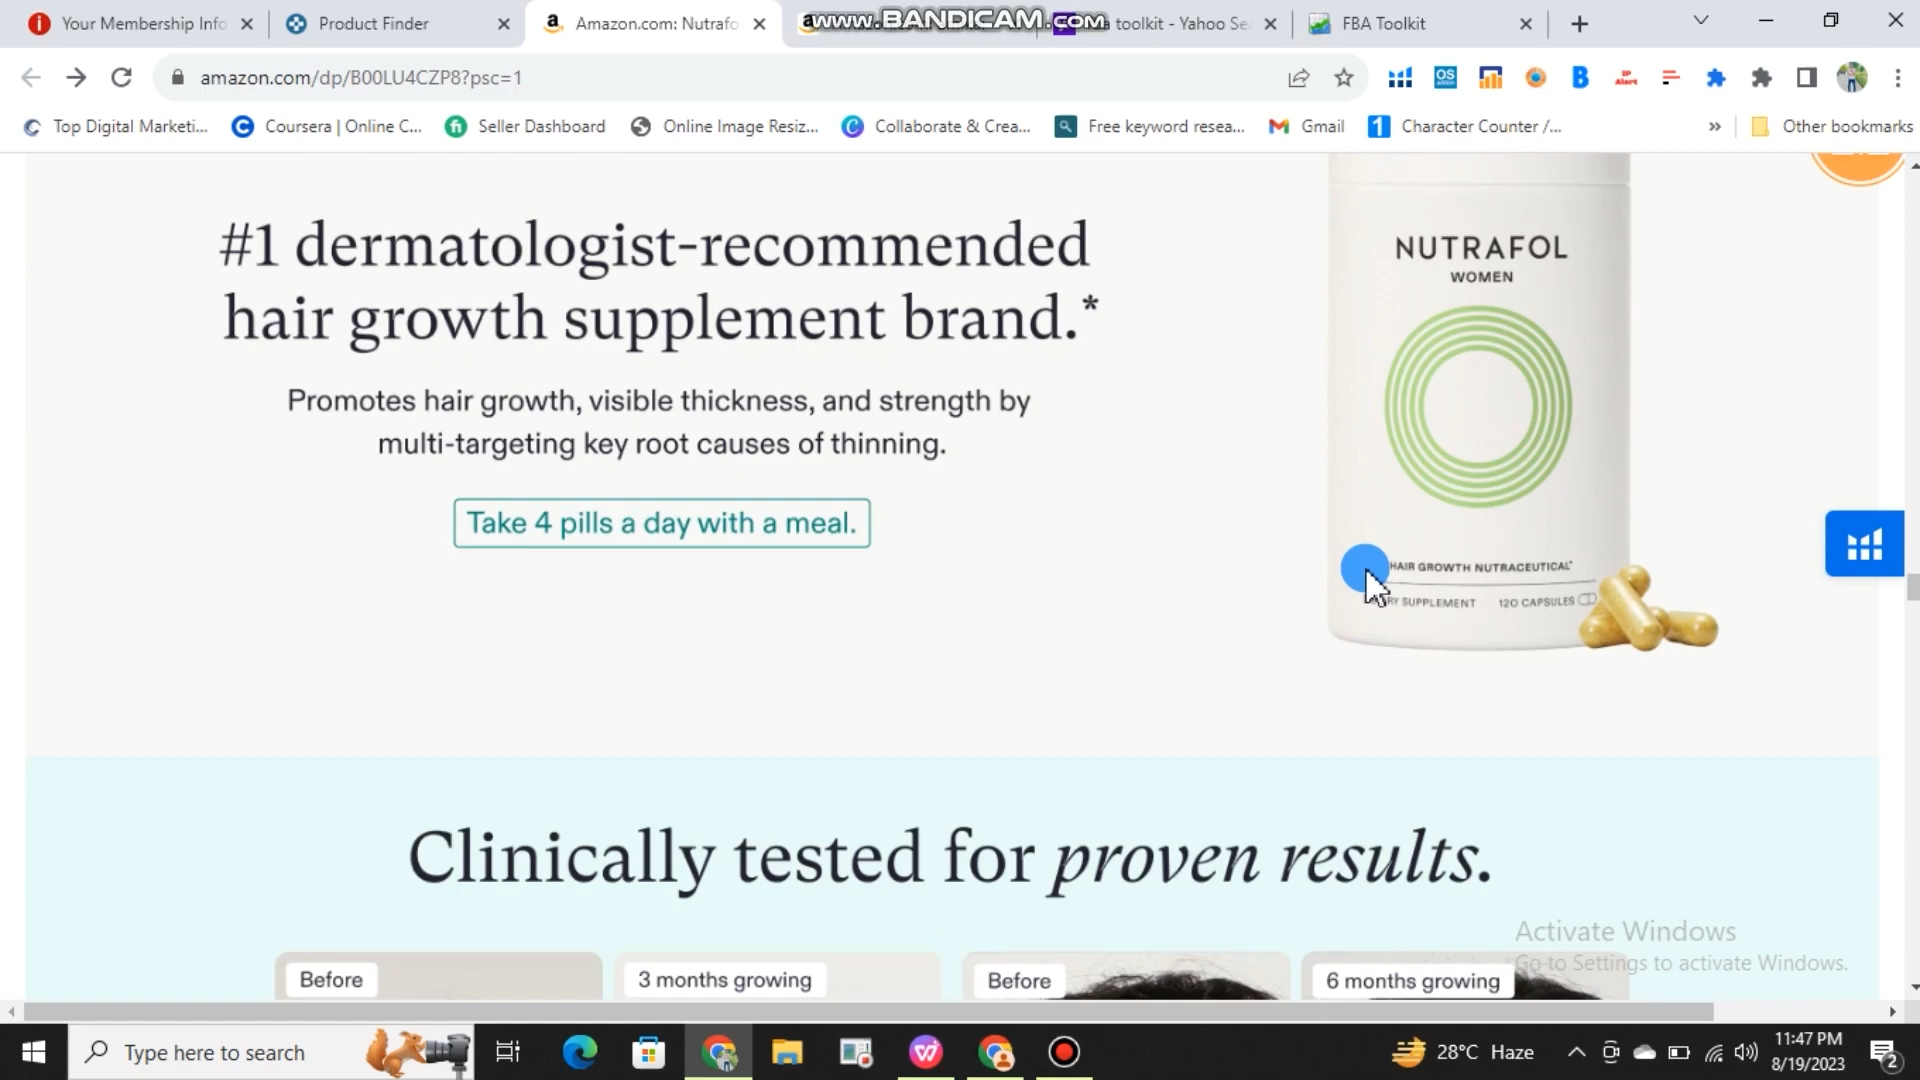 Your Membership Info
Product Finder
Amazon.com: Nutrafo
www.BANDICAM.com
toolkit - Yahoo Se
FBA Toolkit
amazon.com/dp/B00LU4CZP8?psc=1
Top Digital Marketi...
Coursera | Online C...
Seller Dashboard
Online Image Resiz...
Collaborate & Crea...
Free keyword resea...
Gmail
Character Counter /...
Other bookmarks
#1 dermatologist-recommended
hair growth supplement brand.*
Promotes hair growth, visible thickness, and strength by
multi-targeting key root causes of thinning.
Take 4 pills a day with a meal.
NUTRAFOL
WOMEN
HAIR GROWTH NUTRACEUTICAL*
SUPPLEMENT 120 CAPSULES
Clinically tested for proven results.
Before
3 months growing
Before
6 months growing
Activate Windows
Go to Settings to activate Windows.
Type here to search
28°C Haze
11:47 PM
8/19/2023
2